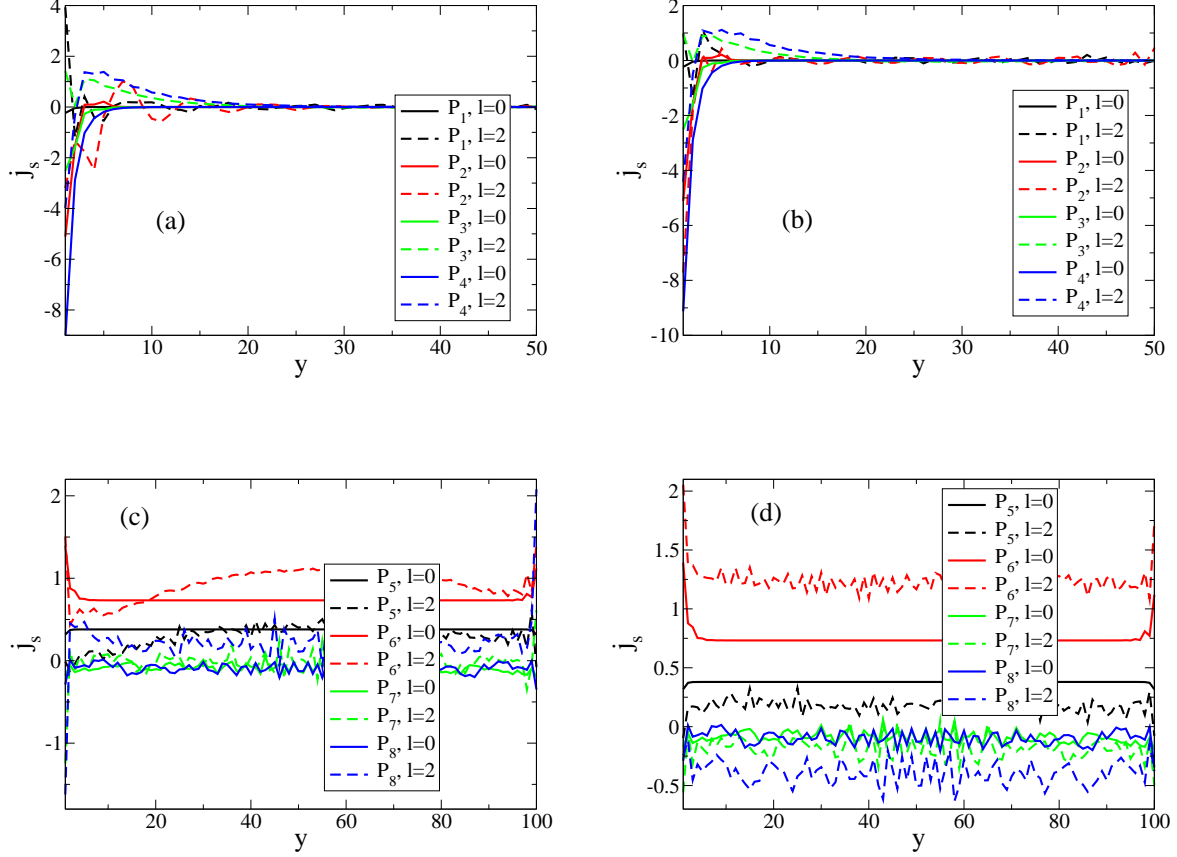 4
2
0
-2
-4
-6
-8
j_s
(a)
P_1, l=0
P_1, l=2
P_2, l=0
P_2, l=2
P_3, l=0
P_3, l=2
P_4, l=0
P_4, l=2
10 20 30 40 50
y
2
0
-2
-4
-6
-8
-10
j_s
(b)
P_1, l=0
P_1, l=2
P_2, l=0
P_2, l=2
P_3, l=0
P_3, l=2
P_4, l=0
P_4, l=2
10 20 30 40 50
y
2
1
0
-1
j_s
(c)
P_5, l=0
P_5, l=2
P_6, l=0
P_6, l=2
P_7, l=0
P_7, l=2
P_8, l=0
P_8, l=2
20 40 60 80 100
y
2
1.5
1
0.5
0
-0.5
j_s
(d)
P_5, l=0
P_5, l=2
P_6, l=0
P_6, l=2
P_7, l=0
P_7, l=2
P_8, l=0
P_8, l=2
20 40 60 80 100
y